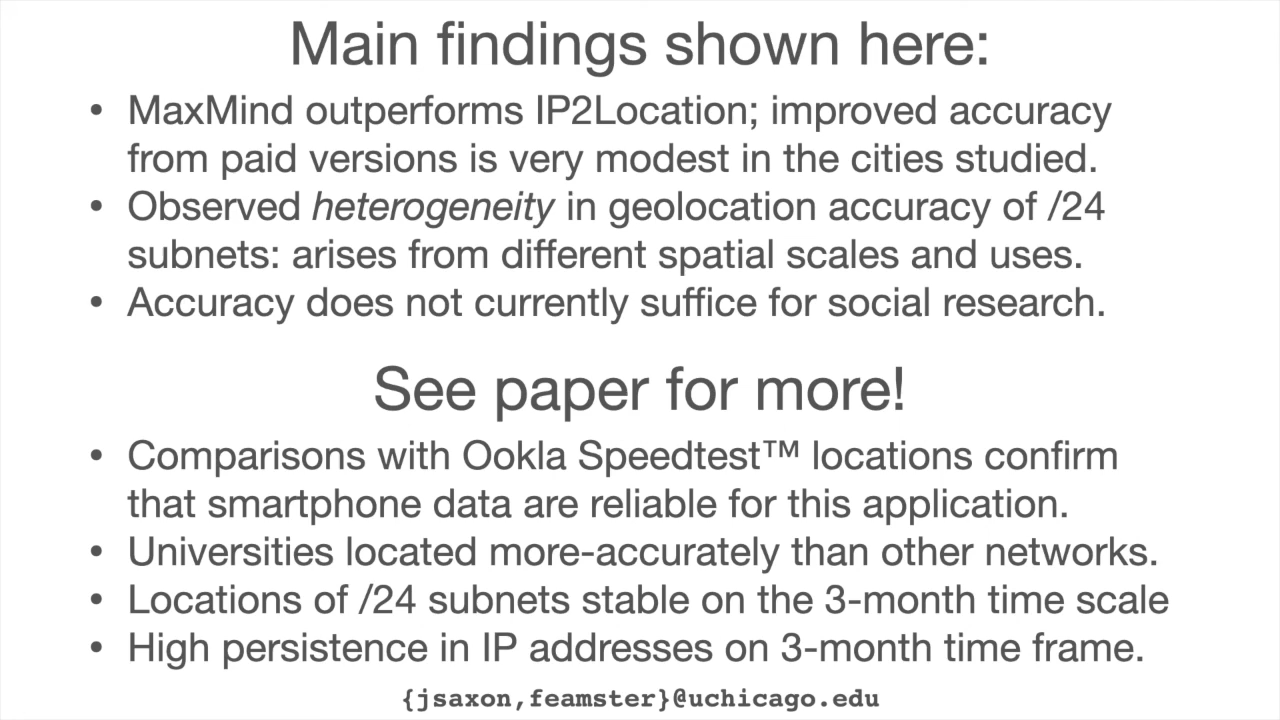 Main findings shown here:
• MaxMind outperforms IP2Location; improved accuracy
from paid versions is very modest in the cities studied.
• Observed heterogeneity in geolocation accuracy of /24
subnets: arises from different spatial scales and uses.
• Accuracy does not currently suffice for social research.
See paper for more!
• Comparisons with Ookla Speedtest™ locations confirm
that smartphone data are reliable for this application.
• Universities located more-accurately than other networks.
• Locations of /24 subnets stable on the 3-month time scale
• High persistence in IP addresses on 3-month time frame.
{jsaxon,feamster}@uchicago.edu